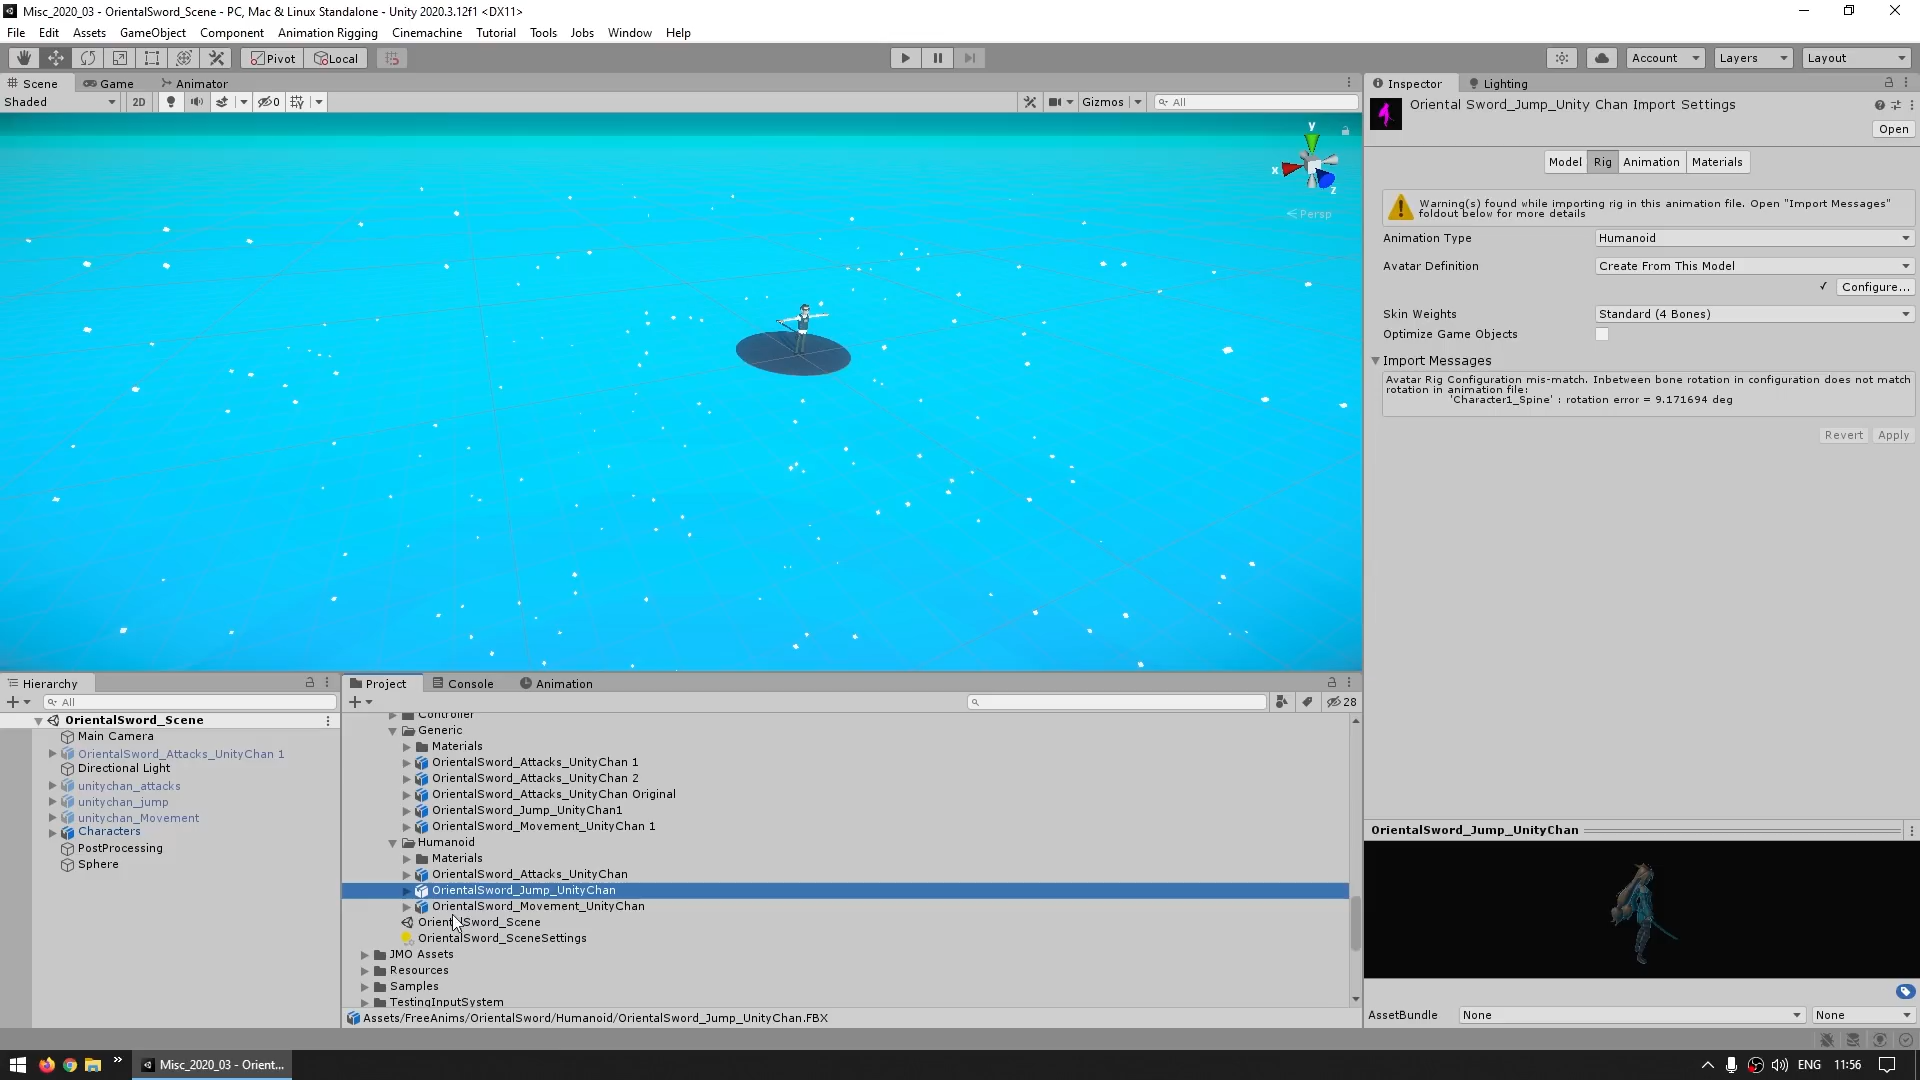 Misc_2020_03 - OrientalSword_Scene - PC, Mac & Linux Standalone - Unity 2020.3.12f1 <DX11>
File Edit Assets GameObject Component Animation Rigging Cinemachine Tutorial Tools Jobs Window Help
Pivot Local Account Layers Layout
Scene Game Animator
Shaded 2D 0 Gizmos All
y
x
z
Persp
Inspector Lighting
Oriental Sword_Jump_Unity Chan Import Settings
Open
Model Rig Animation Materials
Warning(s) found while importing rig in this animation file. Open "Import Messages"
foldout below for more details
Animation Type Humanoid
Avatar Definition Create From This Model
✓ Configure...
Skin Weights Standard (4 Bones)
Optimize Game Objects
Import Messages
Avatar Rig Configuration mis-match. Inbetween bone rotation in configuration does not match
rotation in animation file:
'Character1_Spine' : rotation error = 9.171694 deg
Revert Apply
Hierarchy
All
OrientalSword_Scene
Main Camera
OrientalSword_Attacks_UnityChan 1
Directional Light
unitychan_attacks
unitychan_jump
unitychan_Movement
Characters
PostProcessing
Sphere
Project Console Animation
28
Controller
Generic
Materials
OrientalSword_Attacks_UnityChan 1
OrientalSword_Attacks_UnityChan 2
OrientalSword_Attacks_UnityChan Original
OrientalSword_Jump_UnityChan1
OrientalSword_Movement_UnityChan 1
Humanoid
Materials
OrientalSword_Attacks_UnityChan
OrientalSword_Jump_UnityChan
OrientalSword_Movement_UnityChan
OrientalSword_Scene
OrientalSword_SceneSettings
JMO Assets
Resources
Samples
TestingInputSystem
Assets/FreeAnims/OrientalSword/Humanoid/OrientalSword_Jump_UnityChan.FBX
OrientalSword_Jump_UnityChan
AssetBundle None None
Misc_2020_03 - Orient...
ENG 11:56